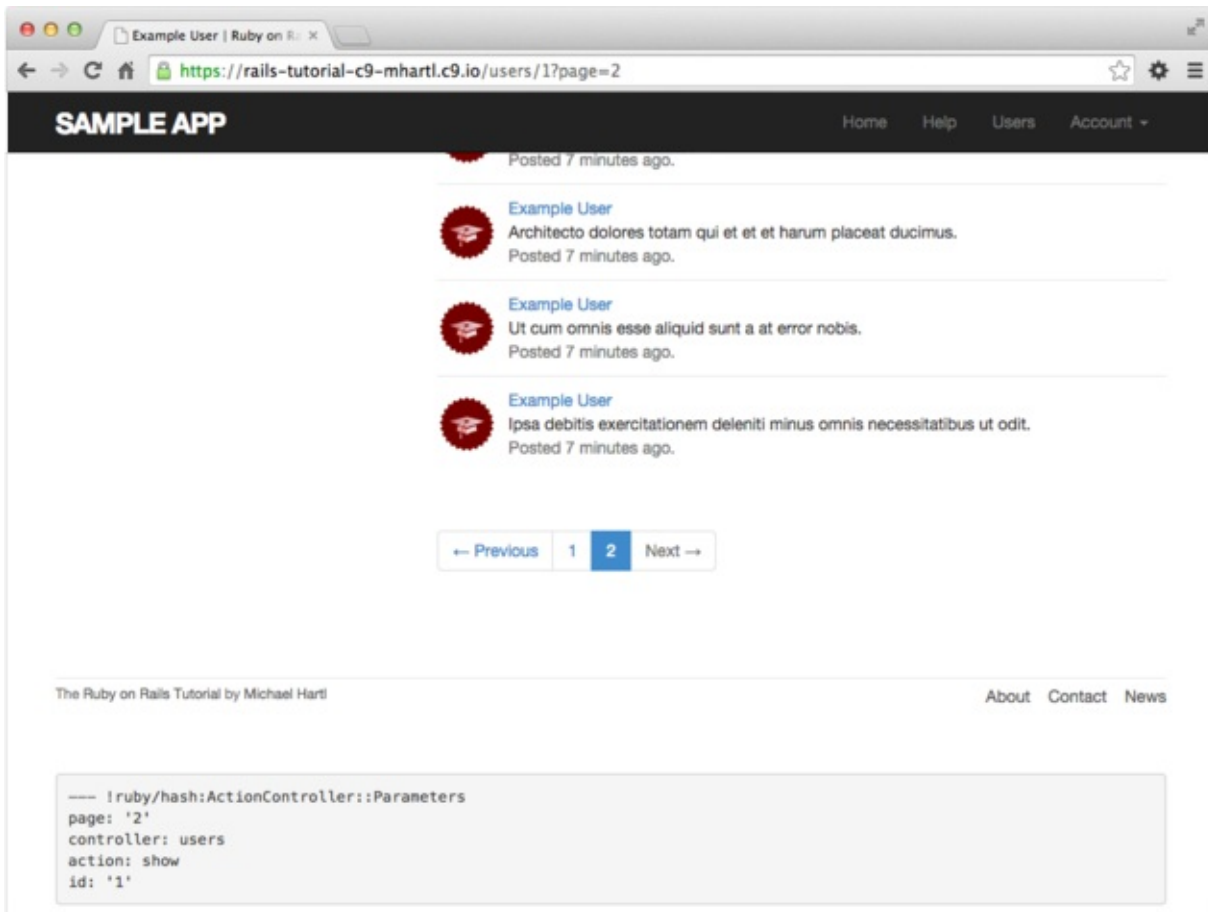 Example User | Ruby on Ra
https://rails-tutorial-c9-mhartl.c9.io/users/1?page=2
SAMPLE APP
Home Help Users Account
Posted 7 minutes ago.
Example User
Architecto dolores totam qui et et et harum placeat ducimus.
Posted 7 minutes ago.
Example User
Ut cum omnis esse aliquid sunt a at error nobis.
Posted 7 minutes ago.
Example User
Ipsa debitis exercitationem deleniti minus omnis necessitatibus ut odit.
Posted 7 minutes ago.
← Previous 1 2 Next →
The Ruby on Rails Tutorial by Michael Hartl
About Contact News
--- !ruby/hash:ActionController::Parameters
page: '2'
controller: users
action: show
id: '1'